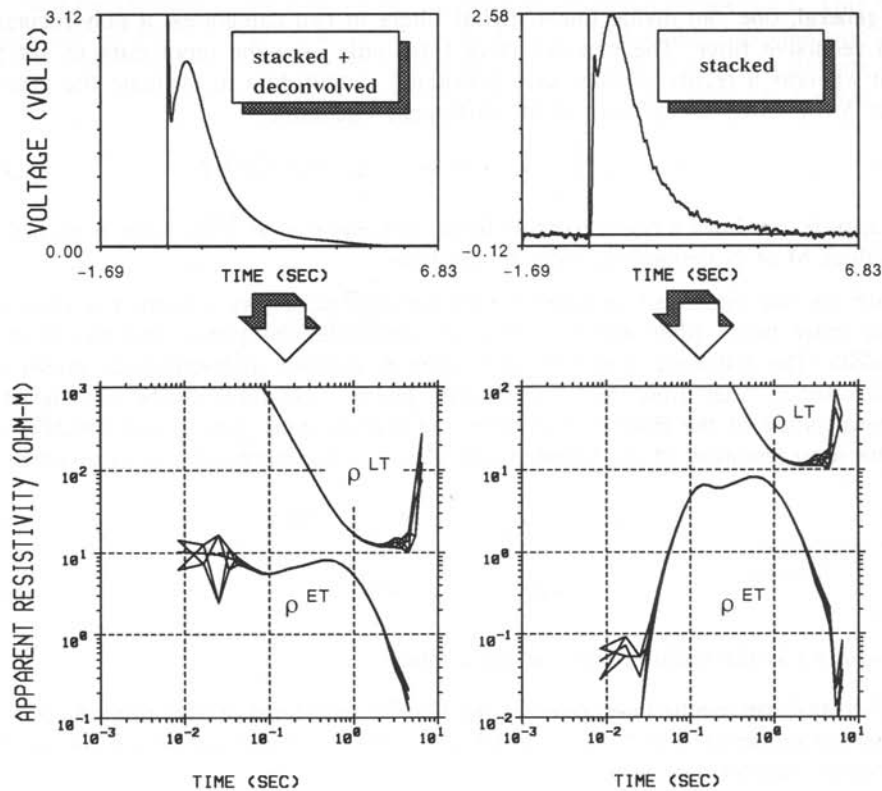 3.12
VOLTAGE (VOLTS)
0.00
-1.69
TIME (SEC)
6.83
stacked +
deconvolved
2.58
-0.12
-1.69
TIME (SEC)
6.83
stacked
APPARENT RESISTIVITY (OHM-M)
10³
10²
10¹
10⁰
10⁻¹
ρ LT
ρ ET
10⁻³
10⁻²
10⁻¹
10⁰
10¹
TIME (SEC)
10²
10¹
10⁰
10⁻¹
10⁻²
ρ LT
ρ ET
10⁻³
10⁻²
10⁻¹
10⁰
10¹
TIME (SEC)